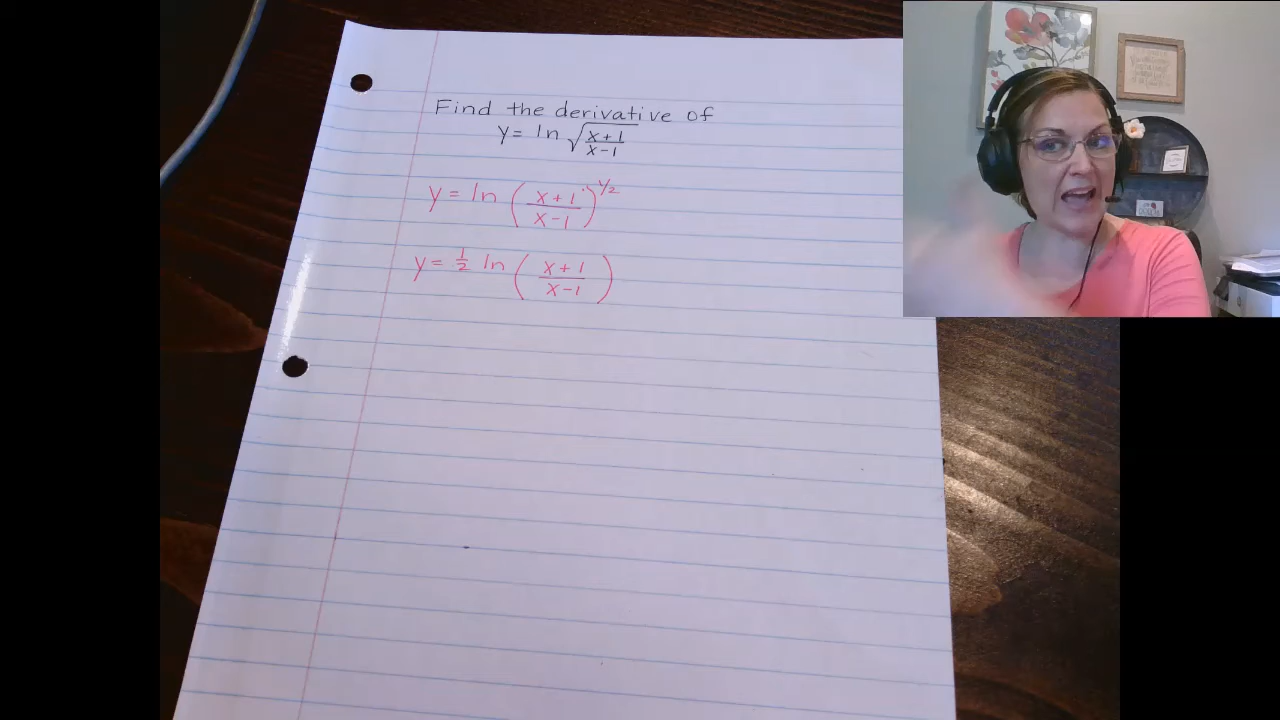 Find the derivative of
y = ln √((x+1)/(x-1))
y = ln ((x+1)/(x-1))^1/2
y = 1/2 ln ((x+1)/(x-1))